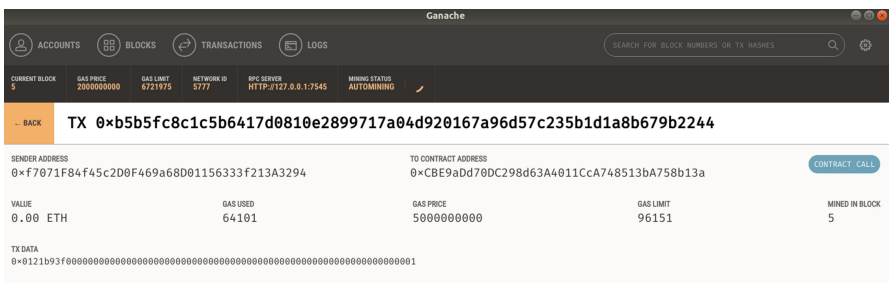 Ganache
ACCOUNTS BLOCKS TRANSACTIONS LOGS SEARCH FOR BLOCK NUMBERS OR TX HASHES
CURRENT BLOCK GAS PRICE GAS LIMIT NETWORK ID RPC SERVER MINING STATUS
5 2000000000 6721975 5777 HTTP://127.0.0.1:7545 AUTOMINING
← BACK TX 0×b5b5fc8c1c5b6417d0810e2899717a04d920167a96d57c235b1d1a8b679b2244
SENDER ADDRESS TO CONTRACT ADDRESS
0×f7071F84f45c2D0F469a68D01156333f213A3294 0×CBE9aDd70DC298d63A4011CcA748513bA758b13a CONTRACT CALL
VALUE GAS USED GAS PRICE GAS LIMIT MINED IN BLOCK
0.00 ETH 64101 5000000000 96151 5
TX DATA
0×0121b93f0000000000000000000000000000000000000000000000000000000000000001